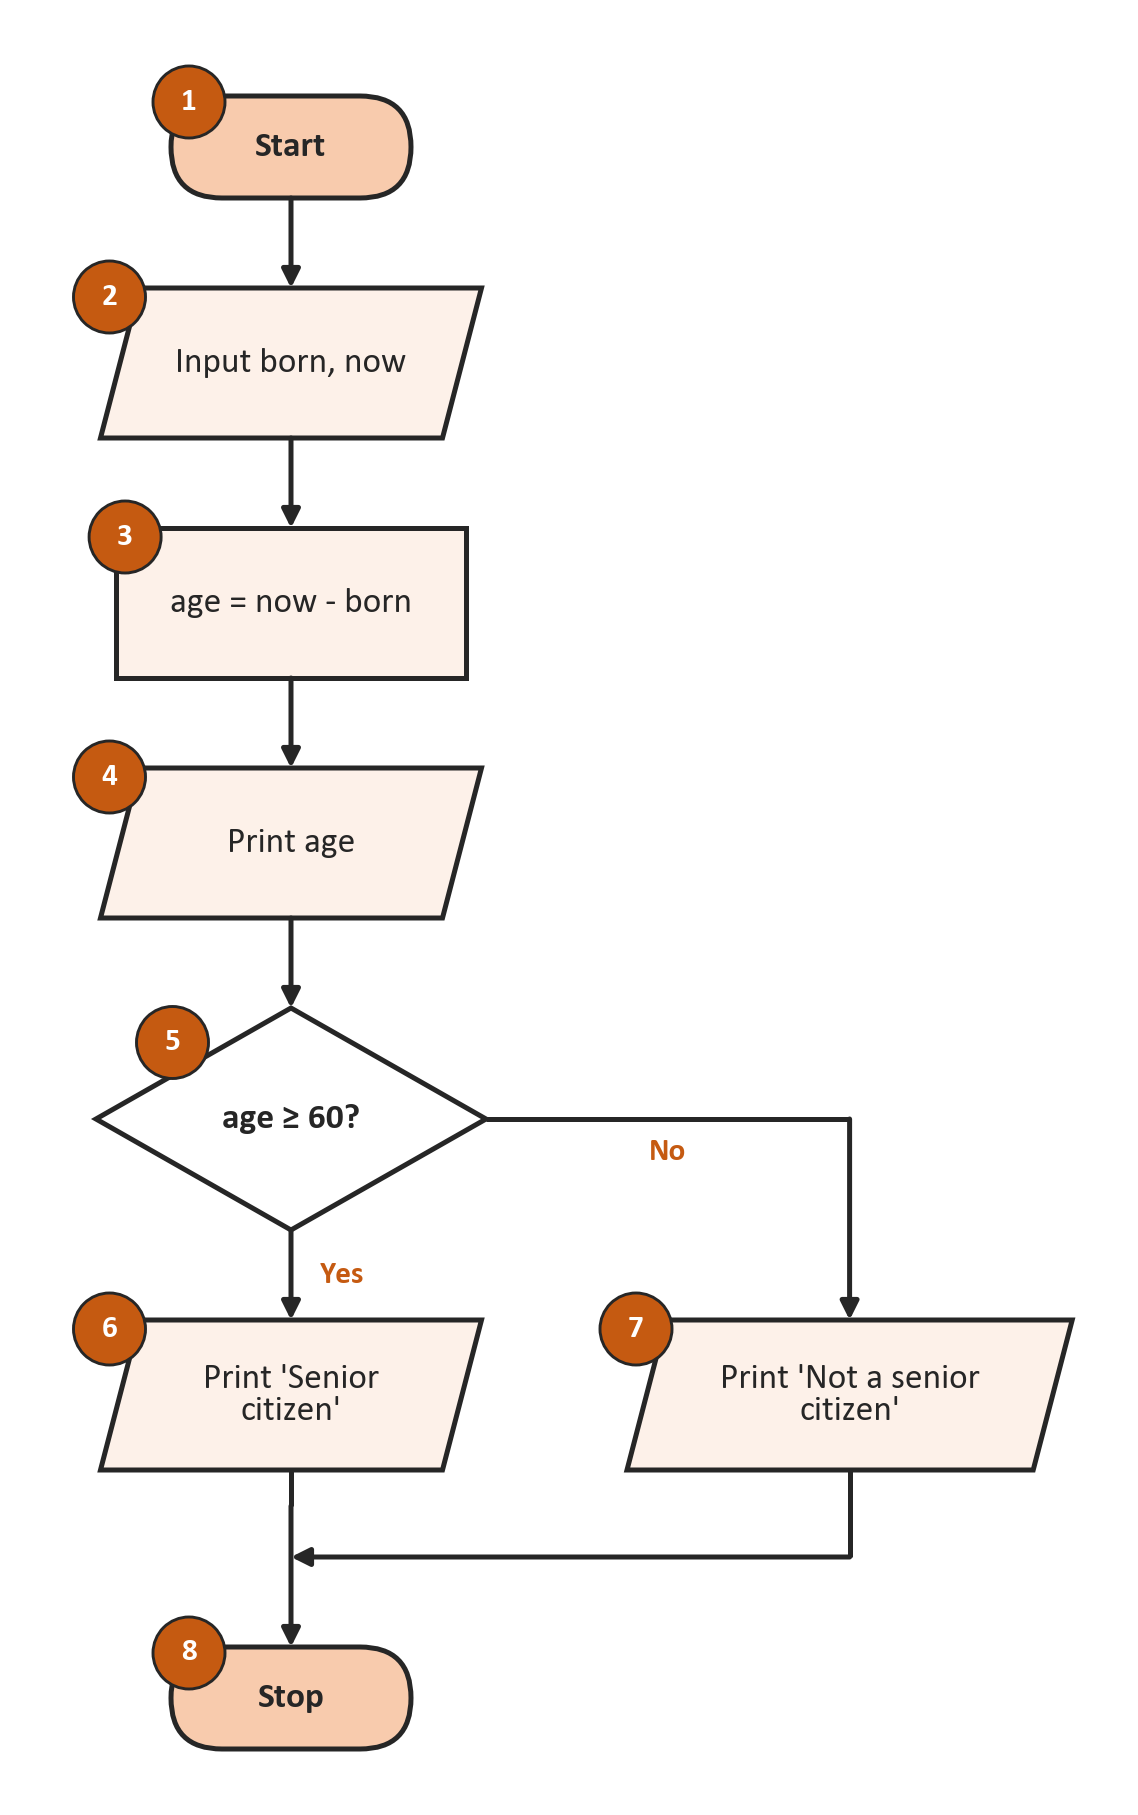 1
Start
2
Input born, now
3
age = now - born
4
Print age
5
age ≥ 60?
No
Yes
6
Print 'Senior
citizen'
7
Print 'Not a senior
citizen'
8
Stop